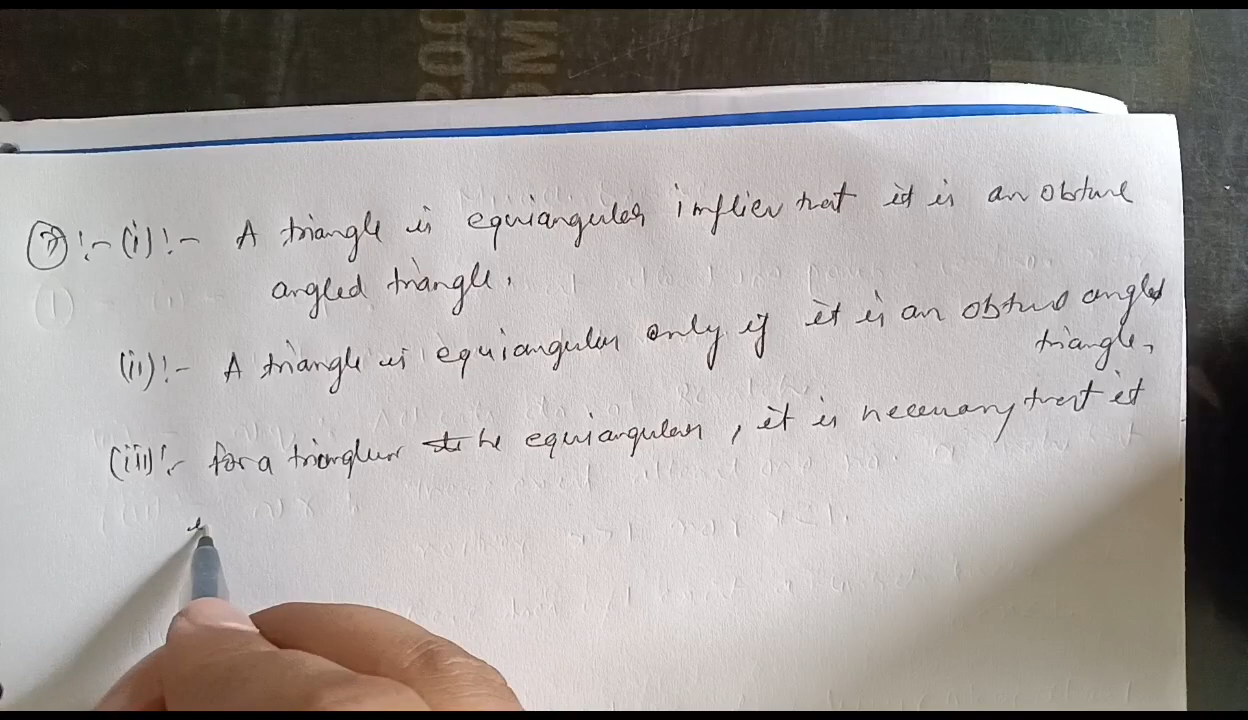 ⑦:- (i):- A triangle is equiangular implies that it is an obtuse
angled triangle.
(ii):- A triangle is equiangular only if it is an obtuse angled
triangle.
(iii):- for a triangle be equiangular, it is necessary that it